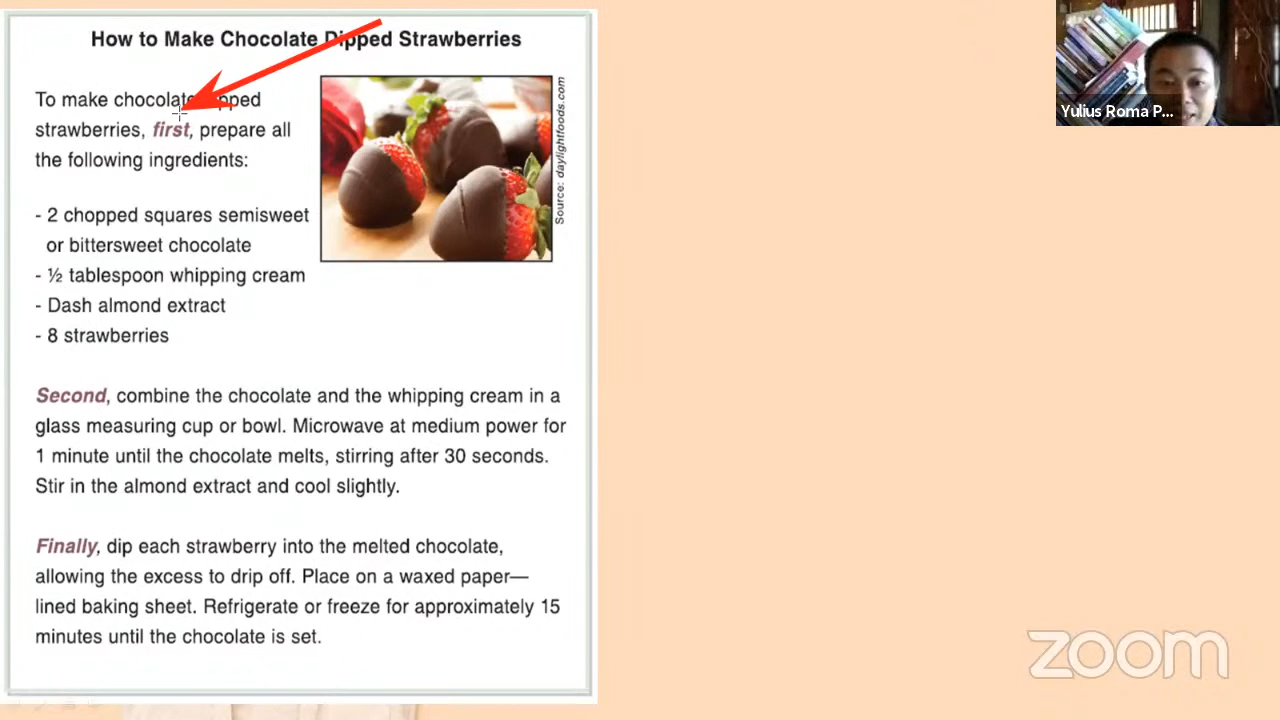 How to Make Chocolate Dipped Strawberries
To make chocolate dipped
strawberries, first, prepare all
the following ingredients:
- 2 chopped squares semisweet
or bittersweet chocolate
- ½ tablespoon whipping cream
- Dash almond extract
- 8 strawberries
Source: daylightfoods.com
Second, combine the chocolate and the whipping cream in a
glass measuring cup or bowl. Microwave at medium power for
1 minute until the chocolate melts, stirring after 30 seconds.
Stir in the almond extract and cool slightly.
Finally, dip each strawberry into the melted chocolate,
allowing the excess to drip off. Place on a waxed paper—
lined baking sheet. Refrigerate or freeze for approximately 15
minutes until the chocolate is set.
Yulius Roma P...
zoom